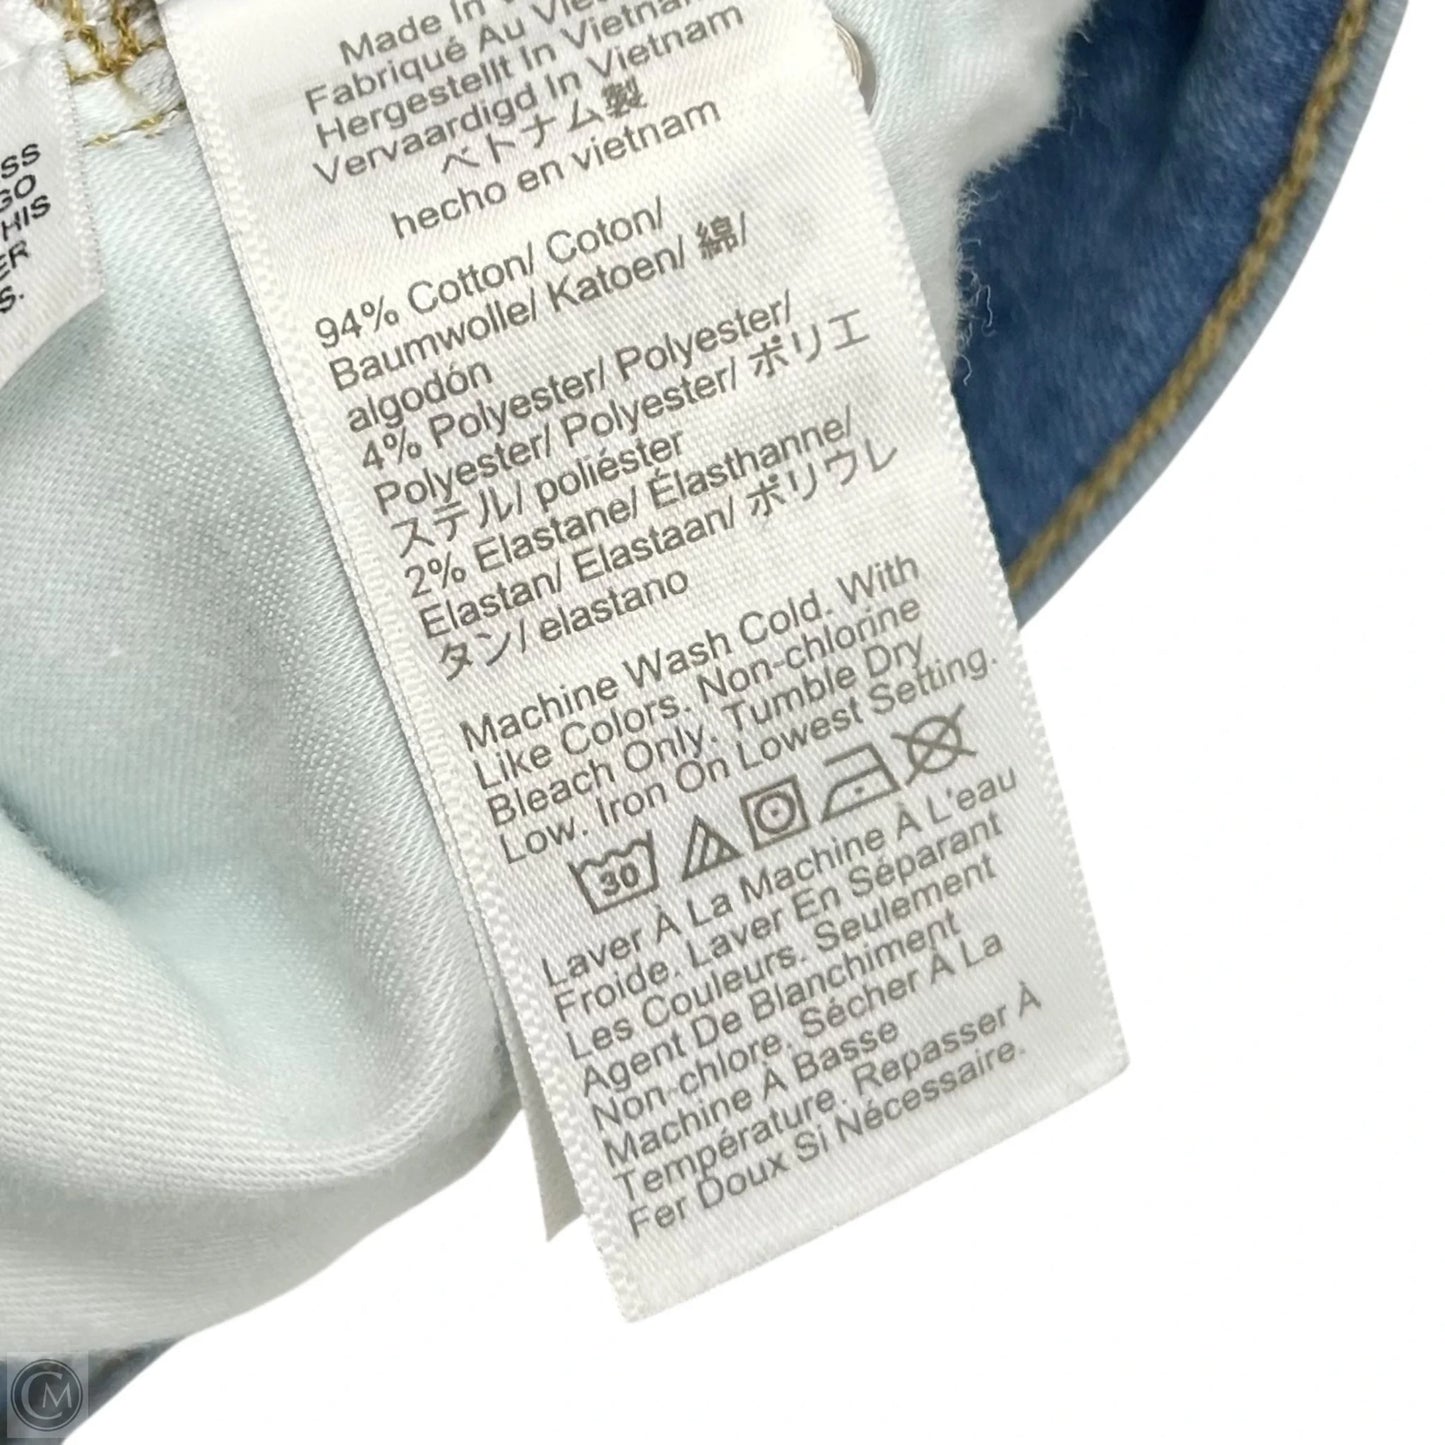 SS
GO
THIS
ER
S.
Made In
Fabriqué Au
Hergestellt In Vietnam
Vervaardigd In Vietnam
ベトナム製
hecho en vietnam
94% Cotton/ Coton/
Baumwolle/ Katoen/ 綿/
algodón
4% Polyester/ Polyester/
Polyester/ Polyester/ ポリエ
ステル/ poliéster
2% Elastane/ Élasthanne/
Elastan/ Elastaan/ ポリウレ
タン/ elastano
Machine Wash Cold. With
Like Colors. Non-chlorine
Bleach Only. Tumble Dry
Low. Iron On Lowest Setting.
30
Laver À La Machine À L'eau
Froide. Laver En Séparant
Les Couleurs. Seulement
Agent De Blanchiment
Non-chlore. Sécher À La
Machine À Basse
Température. Repasser À
Fer Doux Si Nécessaire.
CM